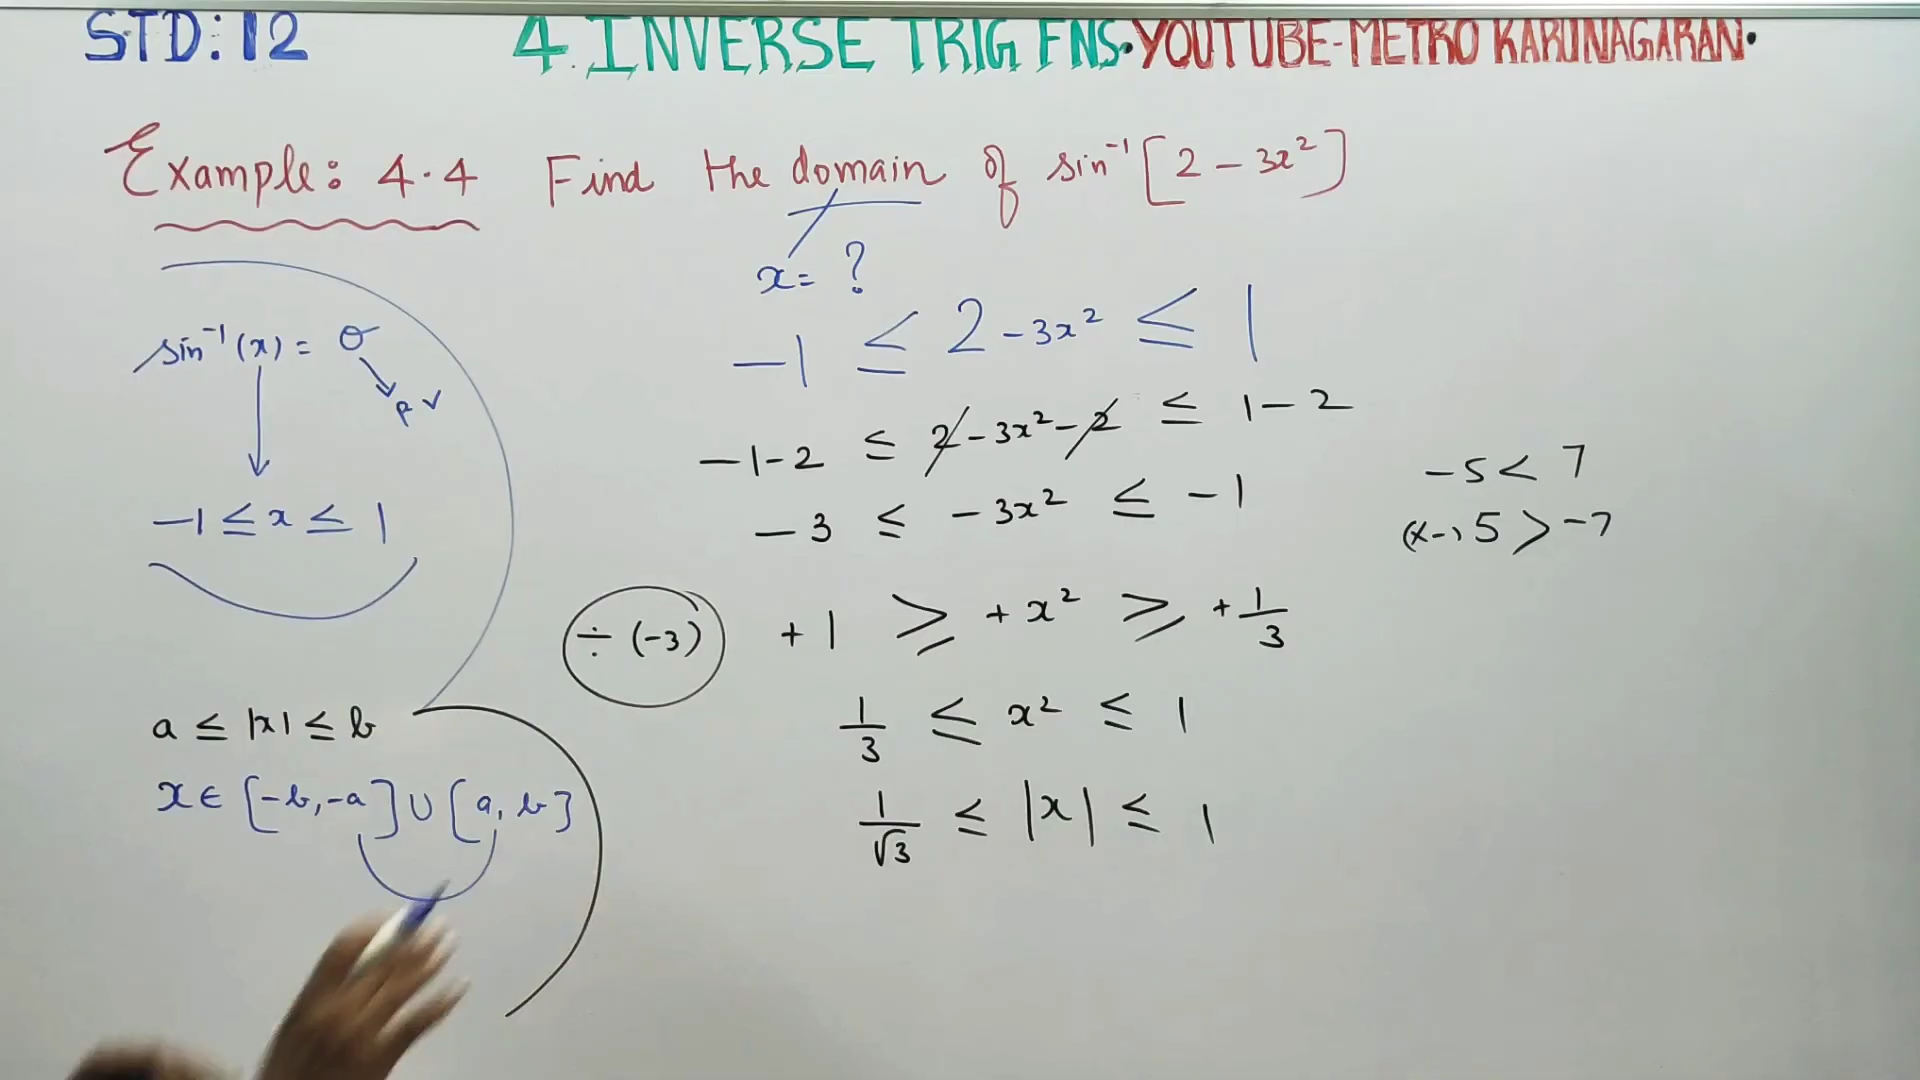 STD: 12 4. INVERSE TRIG FNS. YOUTUBE-METRO KARUNAGARAN.
Example: 4.4 Find the domain of sin⁻¹[2 - 3x²]
x = ?
sin⁻¹(x) = θ
p v
-1 ≤ x ≤ 1
-1 ≤ 2 - 3x² ≤ 1
-1-2 ≤ 2 - 3x² - 2 ≤ 1 - 2
-3 ≤ -3x² ≤ -1
-5 < 7
(x-) 5 > -7
÷ (-3) +1 ≥ +x² ≥ +1/3
1/3 ≤ x² ≤ 1
1/√3 ≤ |x| ≤ 1
a ≤ |x| ≤ b
x ∈ [-b, -a] ∪ [a, b]